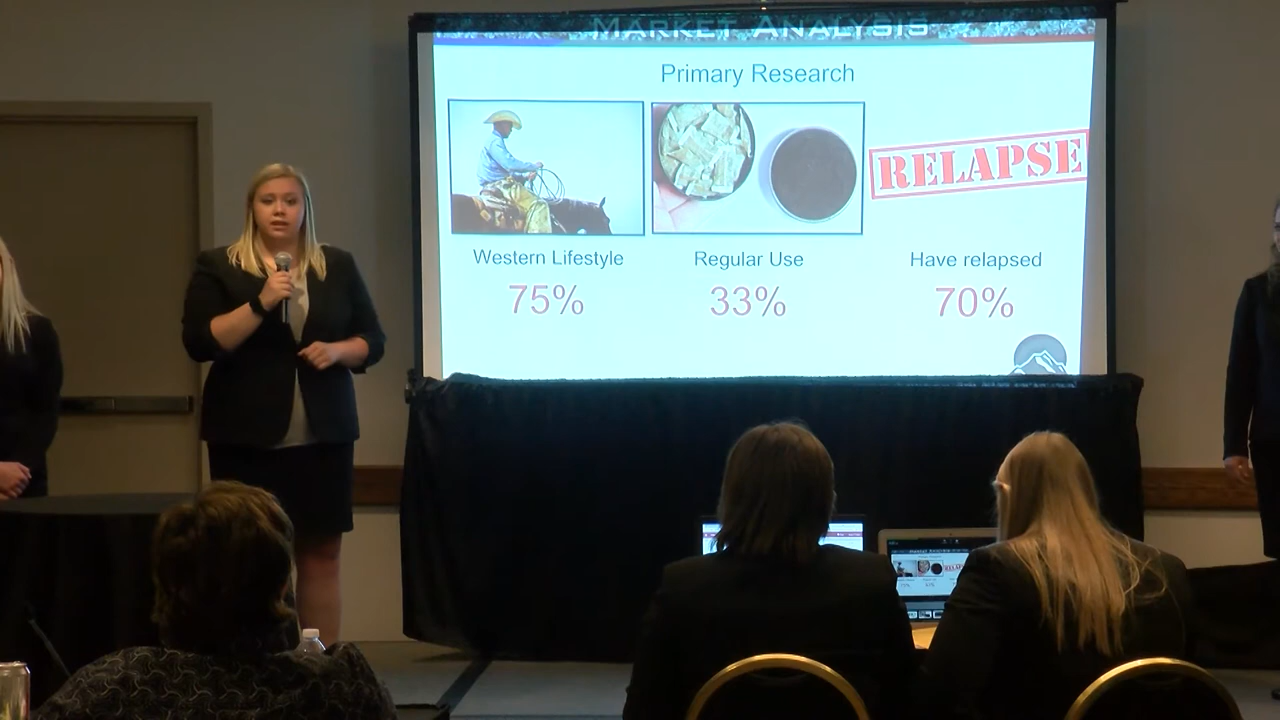 MARKET ANALYSIS
Primary Research
RELAPSE
Western Lifestyle
Regular Use
Have relapsed
75%
33%
70%